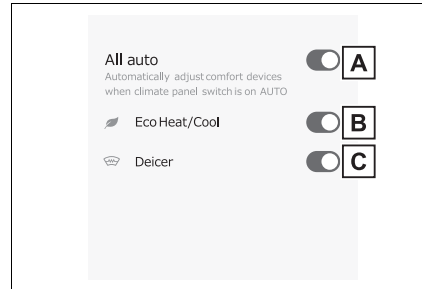 All auto
A
Automatically adjust comfort devices
when climate panel switch is on AUTO
Eco Heat/Cool
B
Deicer
C